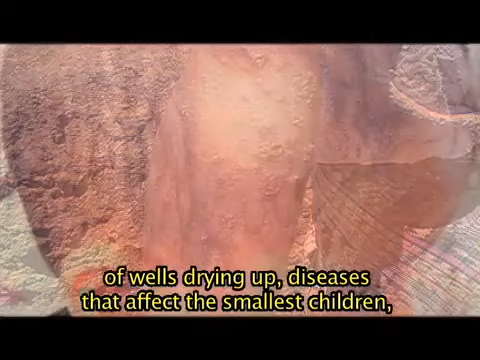 of wells drying up, diseases
that affect the smallest children,